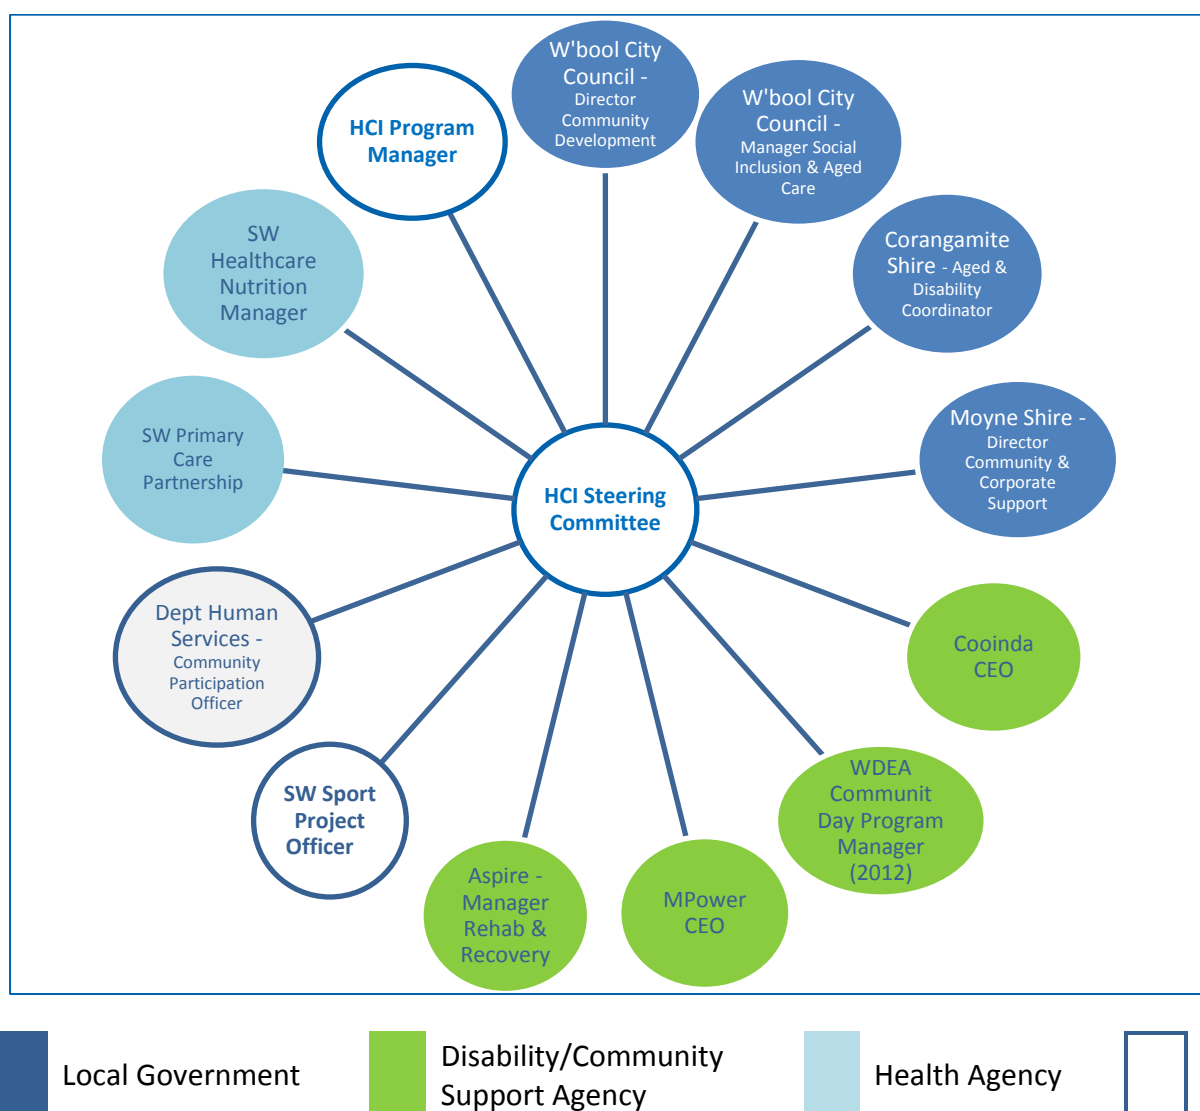 W'bool City
Council -
Director
Community
Development
W'bool City
Council -
Manager Social
Inclusion & Aged
Care
HCI Program
Manager
SW
Healthcare
Nutrition
Manager
Corangamite
Shire - Aged &
Disability
Coordinator
SW Primary
Care
Partnership
Moyne Shire -
Director
Community &
Corporate
Support
HCI Steering
Committee
Dept Human
Services -
Community
Participation
Officer
Cooinda
CEO
SW Sport
Project
Officer
WDEA
Communit
Day Program
Manager
(2012)
Aspire -
Manager
Rehab &
Recovery
MPower
CEO
Local Government
Disability/Community
Support Agency
Health Agency